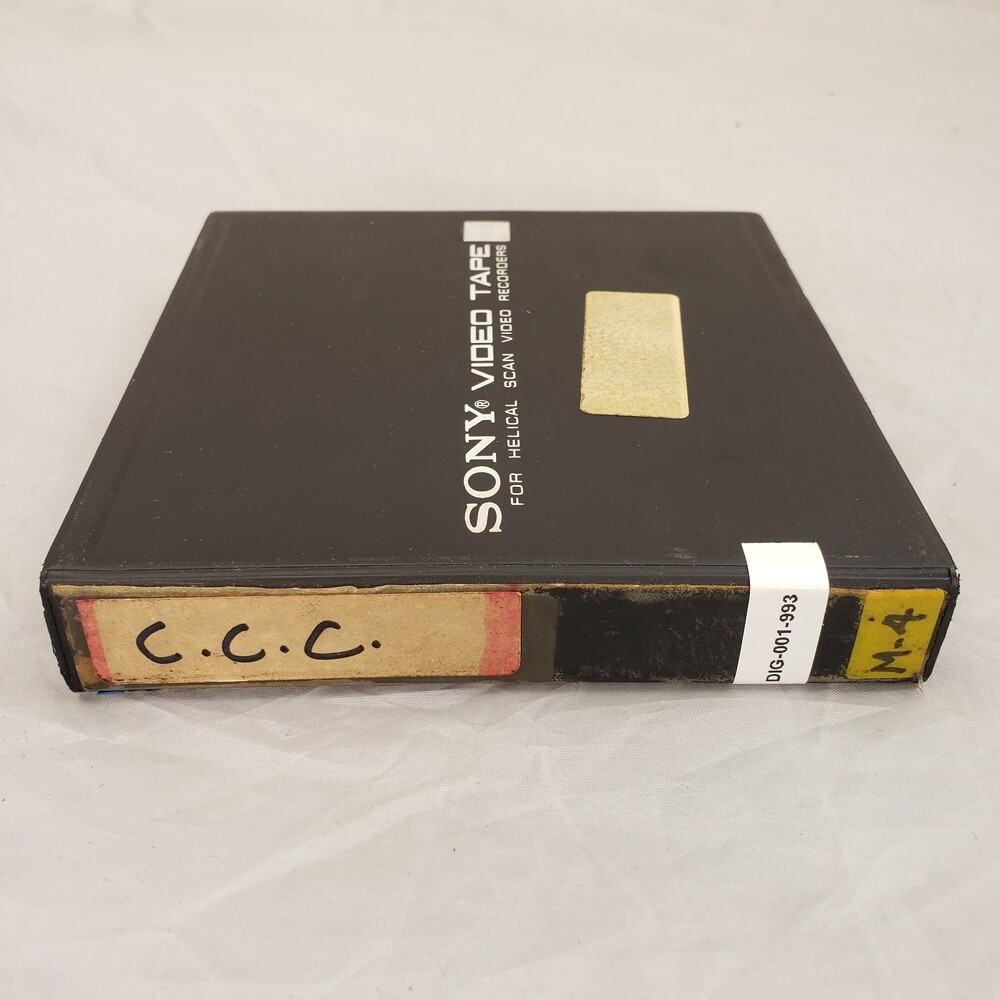 SONY® VIDEO TAPE
FOR HELICAL SCAN VIDEO RECORDERS
C.C.C.
DIG-001-993
M-4